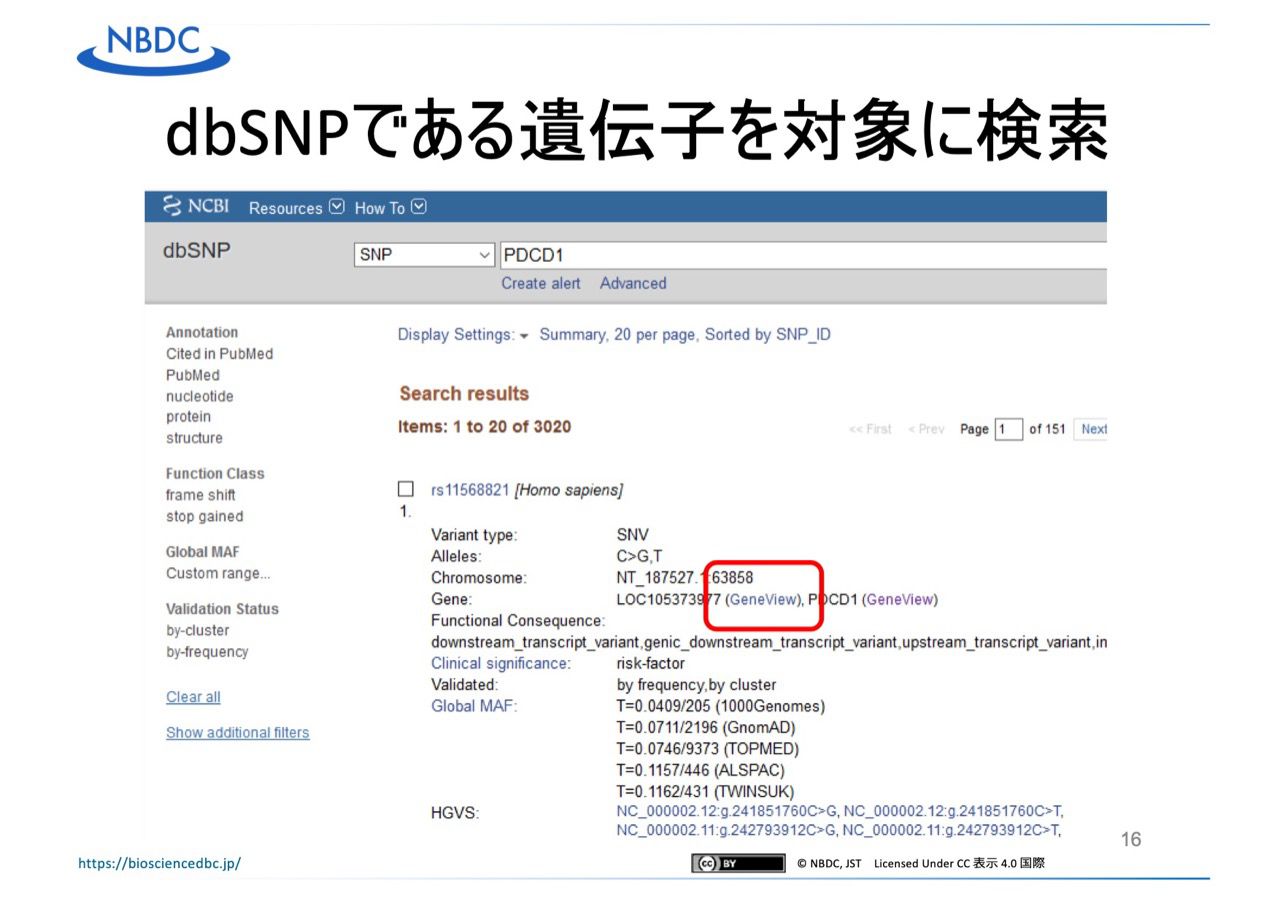 NBDC
dbSNPである遺伝子を対象に検索
NCBI Resources How To
dbSNP
SNP PDCD1
Create alert Advanced
Annotation
Cited in PubMed
PubMed
nucleotide
protein
structure
Function Class
frame shift
stop gained
Global MAF
Custom range...
Validation Status
by-cluster
by-frequency
Clear all
Show additional filters
Display Settings: Summary, 20 per page, Sorted by SNP_ID
Search results
Items: 1 to 20 of 3020
<< First < Prev Page 1 of 151 Next
rs11568821 [Homo sapiens]
1.
Variant type: SNV
Alleles: C>G,T
Chromosome: NT_187527.1:63858
Gene: LOC105373977 (GeneView), PDCD1 (GeneView)
Functional Consequence:
downstream_transcript_variant,genic_downstream_transcript_variant,upstream_transcript_variant,in
Clinical significance: risk-factor
Validated: by frequency,by cluster
Global MAF: T=0.0409/205 (1000Genomes)
T=0.0711/2196 (GnomAD)
T=0.0746/9373 (TOPMED)
T=0.1157/446 (ALSPAC)
T=0.1162/431 (TWINSUK)
HGVS: NC_000002.12:g.241851760C>G, NC_000002.12:g.241851760C>T,
NC_000002.11:g.242793912C>G, NC_000002.11:g.242793912C>T,
16
https://biosciencedbc.jp/
cc BY © NBDC, JST Licensed Under CC 表示 4.0 国際